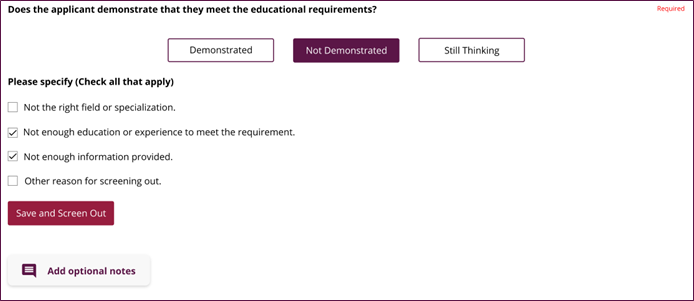 Does the applicant demonstrate that they meet the educational requirements?
Required
Demonstrated
Not Demonstrated
Still Thinking
Please specify (Check all that apply)
Not the right field or specialization.
Not enough education or experience to meet the requirement.
Not enough information provided.
Other reason for screening out.
Save and Screen Out
Add optional notes